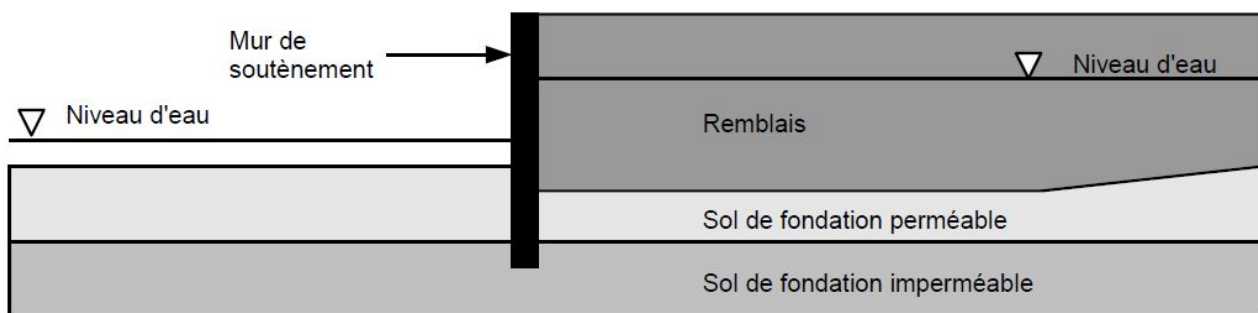 Mur de
soutènement
Niveau d'eau
Niveau d'eau
Remblais
Sol de fondation perméable
Sol de fondation imperméable